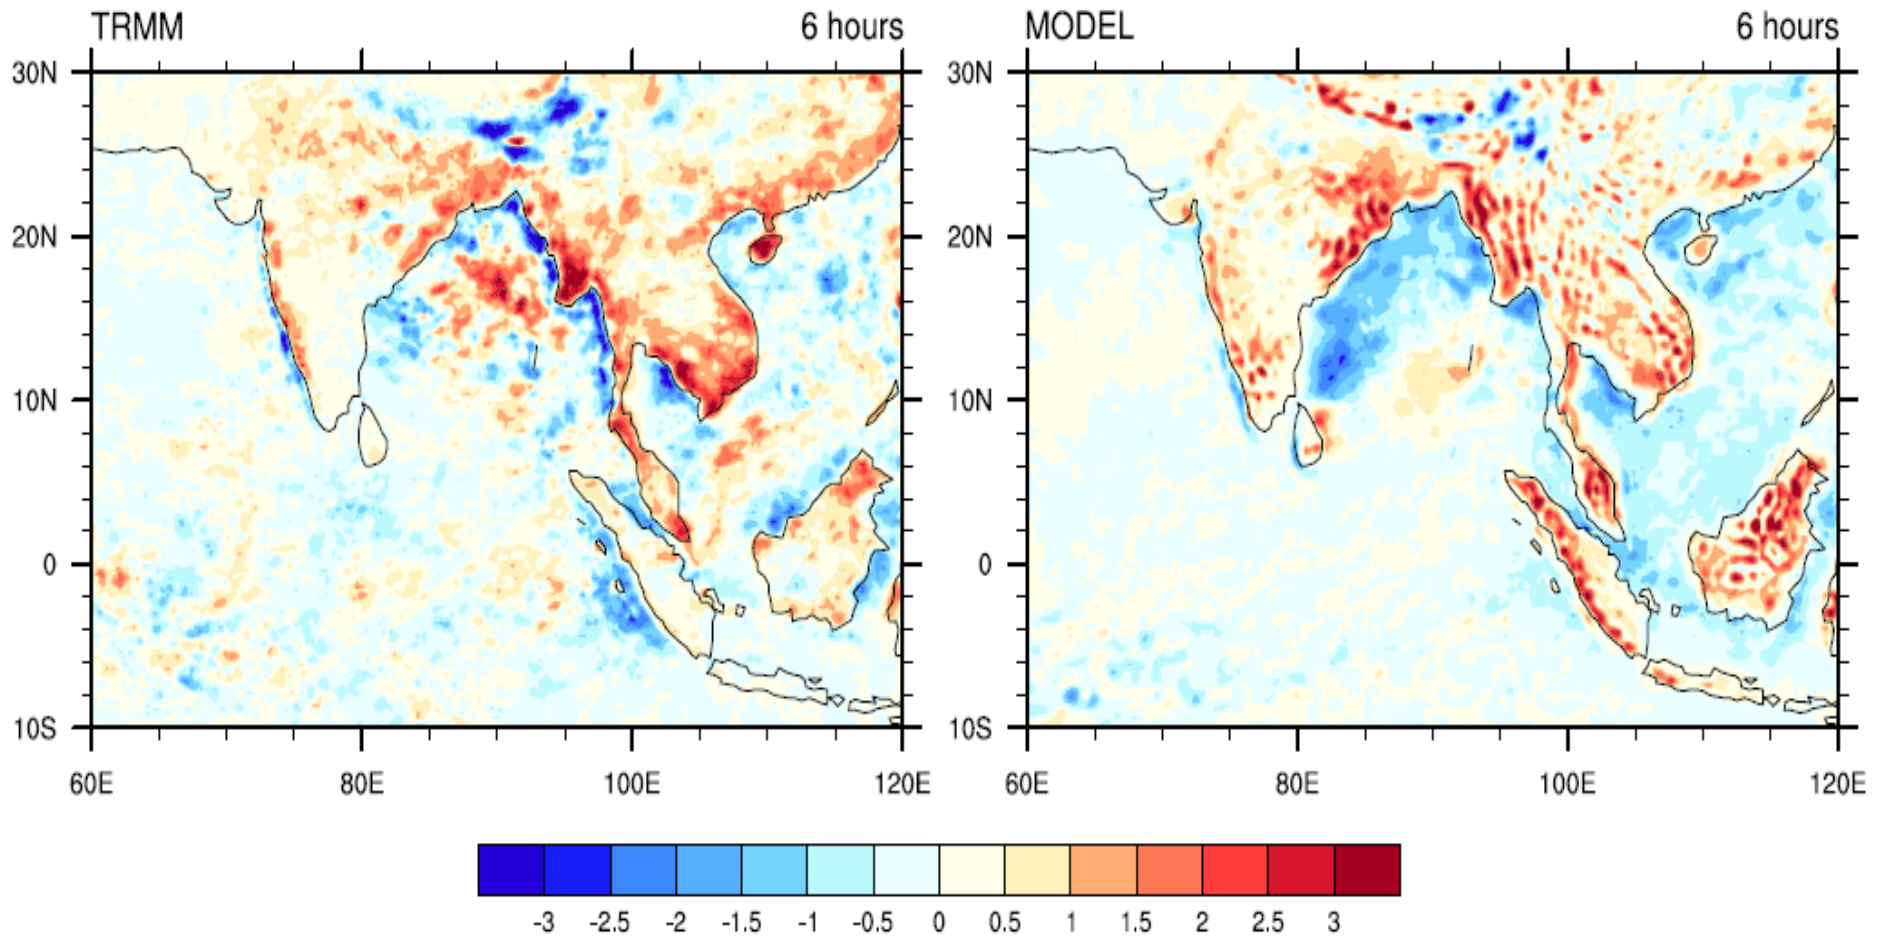 TRMM 6 hours MODEL 6 hours
30N 30N
20N 20N
10N 10N
0 0
10S 10S
60E 80E 100E 120E 60E 80E 100E 120E
-3 -2.5 -2 -1.5 -1 -0.5 0 0.5 1 1.5 2 2.5 3